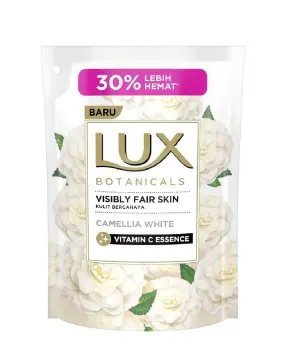 30% LEBIH
HEMAT*
BARU
LUX
BOTANICALS
VISIBLY FAIR SKIN
KULIT BERCAHAYA
CAMELLIA WHITE
VITAMIN C ESSENCE